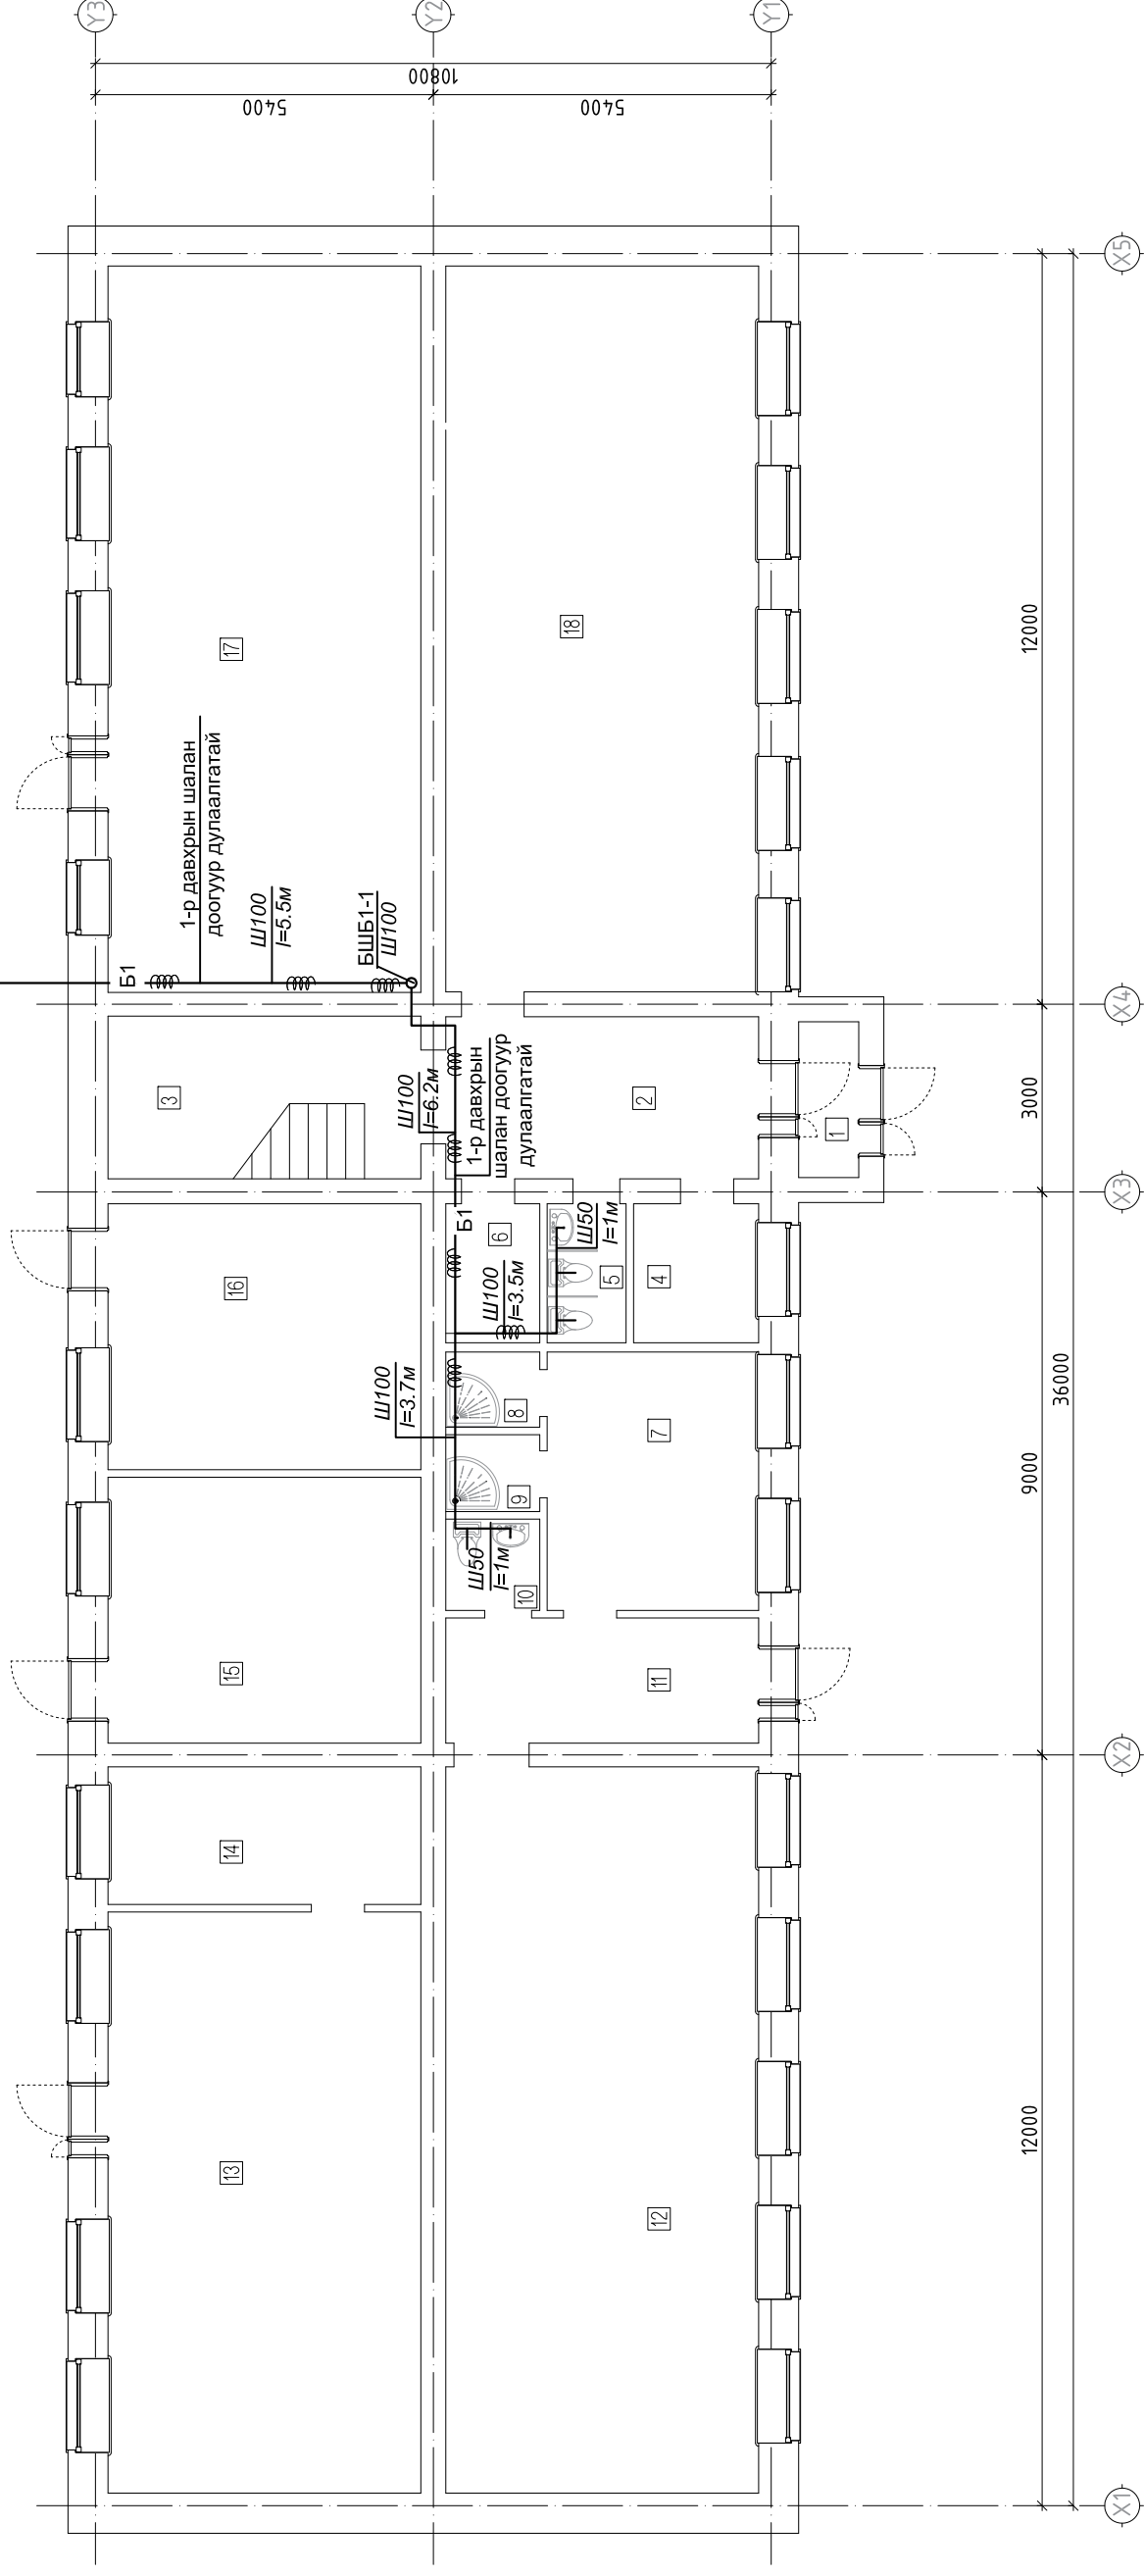 Y3
Y2
Y1
10800
5400
5400
X5
X4
X3
X2
X1
12000
3000
9000
12000
36000
17
18
1-р давхрын шалан
доогуур дулаалгатай
Ш100
l=5.5м
БШБ1-1
Ш100
Б1
3
Ш100
l=6.2м
1-р давхрын
шалан доогуур
дулаалгатай
2
1
16
Б1
6
Ш50
l=1м
5
4
Ш100
l=3.5м
Ш100
l=3.7м
8
7
9
Ш50
l=1м
10
15
11
14
13
12